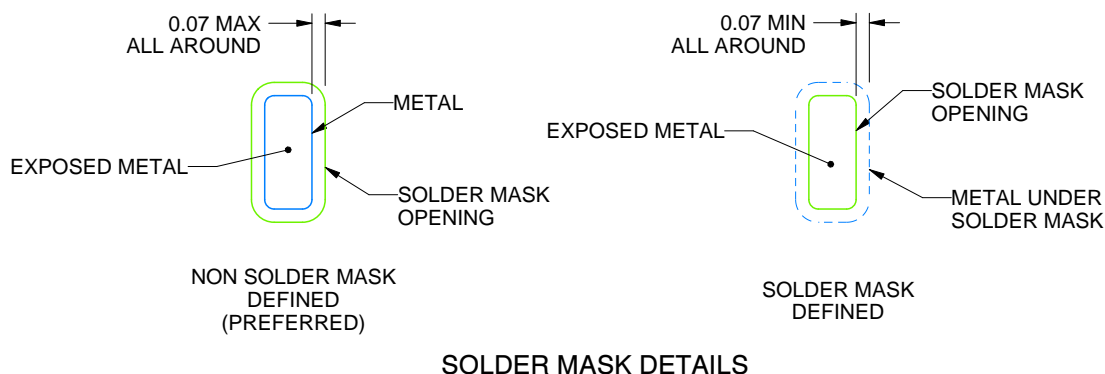 0.07 MAX
ALL AROUND
METAL
EXPOSED METAL
SOLDER MASK
OPENING
NON SOLDER MASK
DEFINED
(PREFERRED)
0.07 MIN
ALL AROUND
SOLDER MASK
OPENING
EXPOSED METAL
METAL UNDER
SOLDER MASK
SOLDER MASK
DEFINED
SOLDER MASK DETAILS